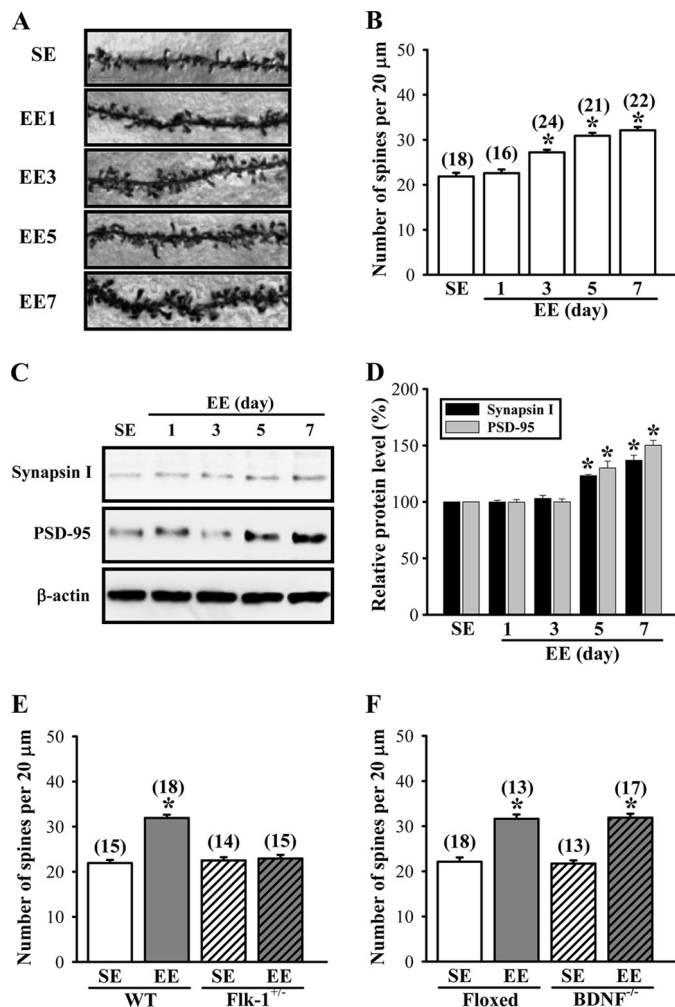 A
SE
EE1
EE3
EE5
EE7
B
Number of spines per 20 μm
50
40
30
20
10
0
(18)
(16)
(24)
*
(21)
*
(22)
*
SE
1
3
5
7
EE (day)
C
EE (day)
SE
1
3
5
7
Synapsin I
PSD-95
β-actin
D
Relative protein level (%)
200
150
100
50
0
Synapsin I
PSD-95
*
*
*
*
SE
1
3
5
7
EE (day)
E
Number of spines per 20 μm
50
40
30
20
10
0
(15)
(18)
*
(14)
(15)
SE
EE
SE
EE
WT
Flk-1+/-
F
Number of spines per 20 μm
50
40
30
20
10
0
(18)
(13)
*
(13)
(17)
*
SE
EE
SE
EE
Floxed
BDNF-/-